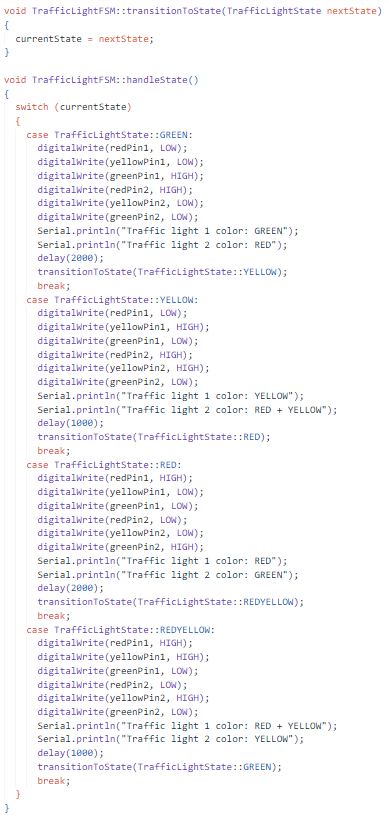 void TrafficLightFSM::transitionToState(TrafficLightState nextState)
{
  currentState = nextState;
}

void TrafficLightFSM::handleState()
{
  switch (currentState)
  {
    case TrafficLightState::GREEN:
      digitalWrite(redPin1, LOW);
      digitalWrite(yellowPin1, LOW);
      digitalWrite(greenPin1, HIGH);
      digitalWrite(redPin2, HIGH);
      digitalWrite(yellowPin2, LOW);
      digitalWrite(greenPin2, LOW);
      Serial.println("Traffic light 1 color: GREEN");
      Serial.println("Traffic light 2 color: RED");
      delay(2000);
      transitionToState(TrafficLightState::YELLOW);
      break;
    case TrafficLightState::YELLOW:
      digitalWrite(redPin1, LOW);
      digitalWrite(yellowPin1, HIGH);
      digitalWrite(greenPin1, LOW);
      digitalWrite(redPin2, HIGH);
      digitalWrite(yellowPin2, HIGH);
      digitalWrite(greenPin2, LOW);
      Serial.println("Traffic light 1 color: YELLOW");
      Serial.println("Traffic light 2 color: RED + YELLOW");
      delay(1000);
      transitionToState(TrafficLightState::RED);
      break;
    case TrafficLightState::RED:
      digitalWrite(redPin1, HIGH);
      digitalWrite(yellowPin1, LOW);
      digitalWrite(greenPin1, LOW);
      digitalWrite(redPin2, LOW);
      digitalWrite(yellowPin2, LOW);
      digitalWrite(greenPin2, HIGH);
      Serial.println("Traffic light 1 color: RED");
      Serial.println("Traffic light 2 color: GREEN");
      delay(2000);
      transitionToState(TrafficLightState::REDYELLOW);
      break;
    case TrafficLightState::REDYELLOW:
      digitalWrite(redPin1, HIGH);
      digitalWrite(yellowPin1, HIGH);
      digitalWrite(greenPin1, LOW);
      digitalWrite(redPin2, LOW);
      digitalWrite(yellowPin2, HIGH);
      digitalWrite(greenPin2, LOW);
      Serial.println("Traffic light 1 color: RED + YELLOW");
      Serial.println("Traffic light 2 color: YELLOW");
      delay(1000);
      transitionToState(TrafficLightState::GREEN);
      break;
  }
}